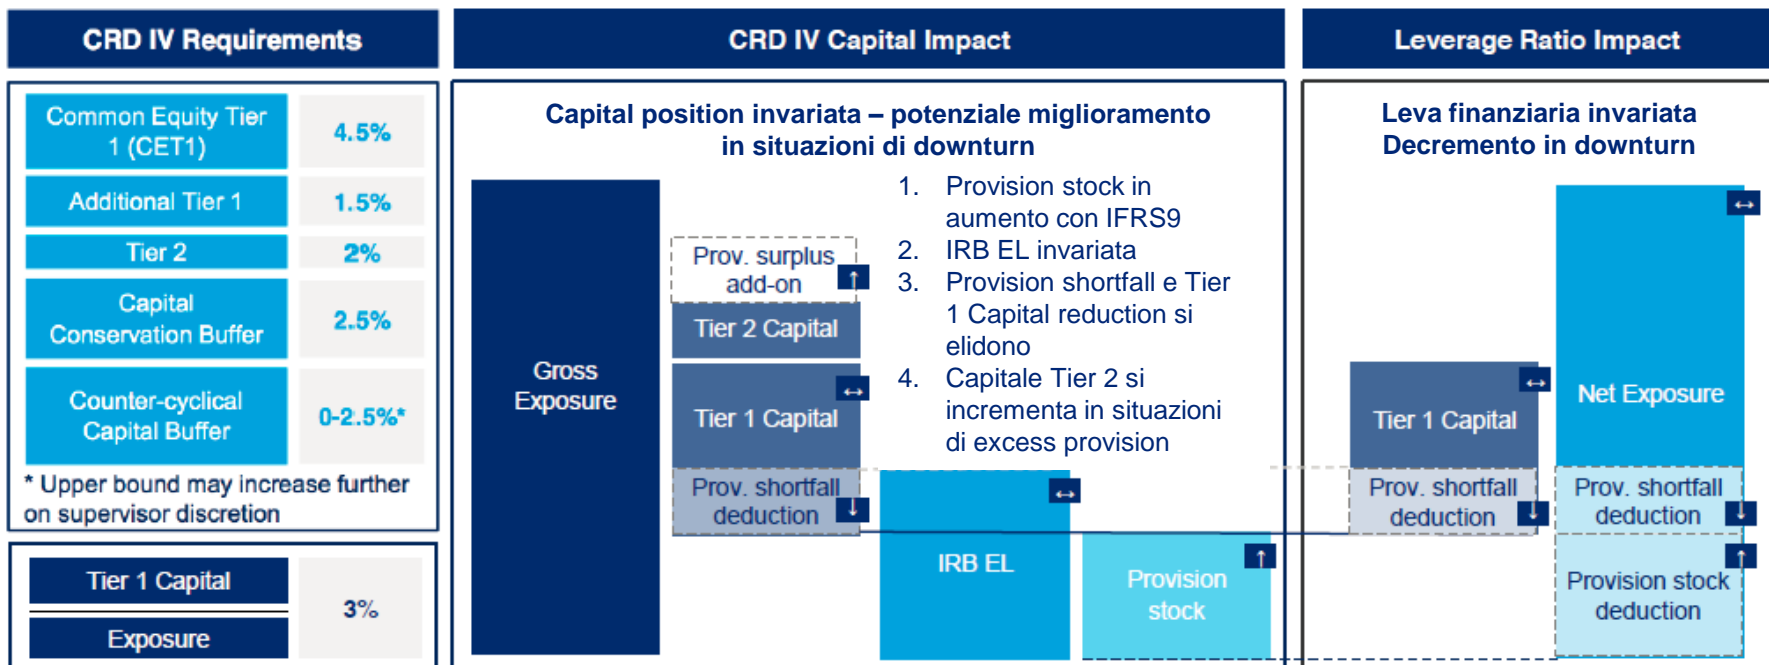 CRD IV Requirements
Common Equity Tier
1 (CET1)
4.5%
Additional Tier 1
1.5%
Tier 2
2%
Capital
Conservation Buffer
2.5%
Counter-cyclical
Capital Buffer
0-2.5%*
* Upper bound may increase further
on supervisor discretion
Tier 1 Capital
Exposure
3%
CRD IV Capital Impact
Capital position invariata – potenziale miglioramento
in situazioni di downturn
Gross
Exposure
Prov. surplus
add-on
↑
Tier 2 Capital
Tier 1 Capital
↔
Prov. shortfall
deduction
↓
1. Provision stock in
aumento con IFRS9
2. IRB EL invariata
3. Provision shortfall e Tier
1 Capital reduction si
elidono
4. Capitale Tier 2 si
incrementa in situazioni
di excess provision
IRB EL
↔
Provision
stock
↑
Leverage Ratio Impact
Leva finanziaria invariata
Decremento in downturn
Tier 1 Capital
↔
Prov. shortfall
deduction
↓
Net Exposure
↔
Prov. shortfall
deduction
↓
Provision stock
deduction
↑